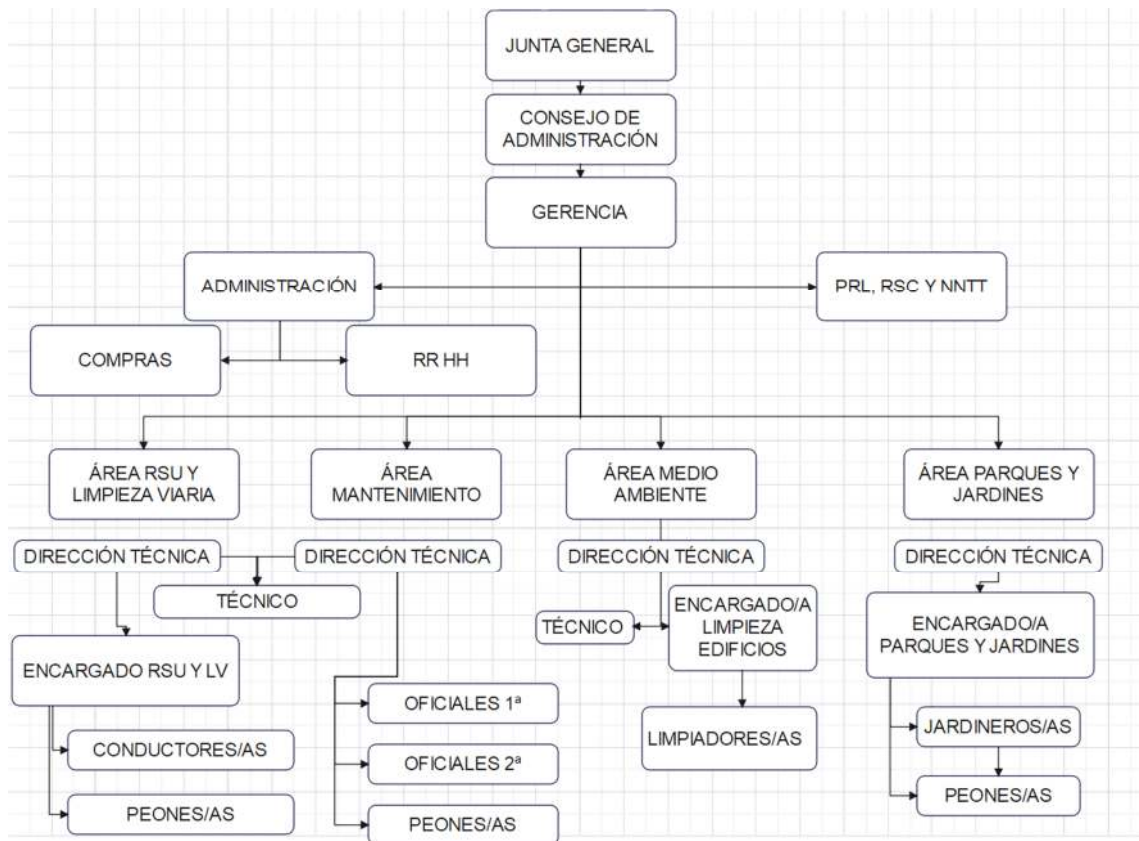 JUNTA GENERAL
CONSEJO DE
ADMINISTRACIÓN
GERENCIA
ADMINISTRACIÓN
PRL, RSC Y NNTT
COMPRAS
RR HH
ÁREA RSU Y
LIMPIEZA VIARIA
ÁREA
MANTENIMIENTO
ÁREA MEDIO
AMBIENTE
ÁREA PARQUES Y
JARDINES
DIRECCIÓN TÉCNICA
DIRECCIÓN TÉCNICA
DIRECCIÓN TÉCNICA
DIRECCIÓN TÉCNICA
TÉCNICO
TÉCNICO
ENCARGADO/A
LIMPIEZA
EDIFICIOS
ENCARGADO/A
PARQUES Y JARDINES
ENCARGADO RSU Y LV
OFICIALES 1ª
LIMPIADORES/AS
JARDINEROS/AS
CONDUCTORES/AS
OFICIALES 2ª
PEONES/AS
PEONES/AS
PEONES/AS